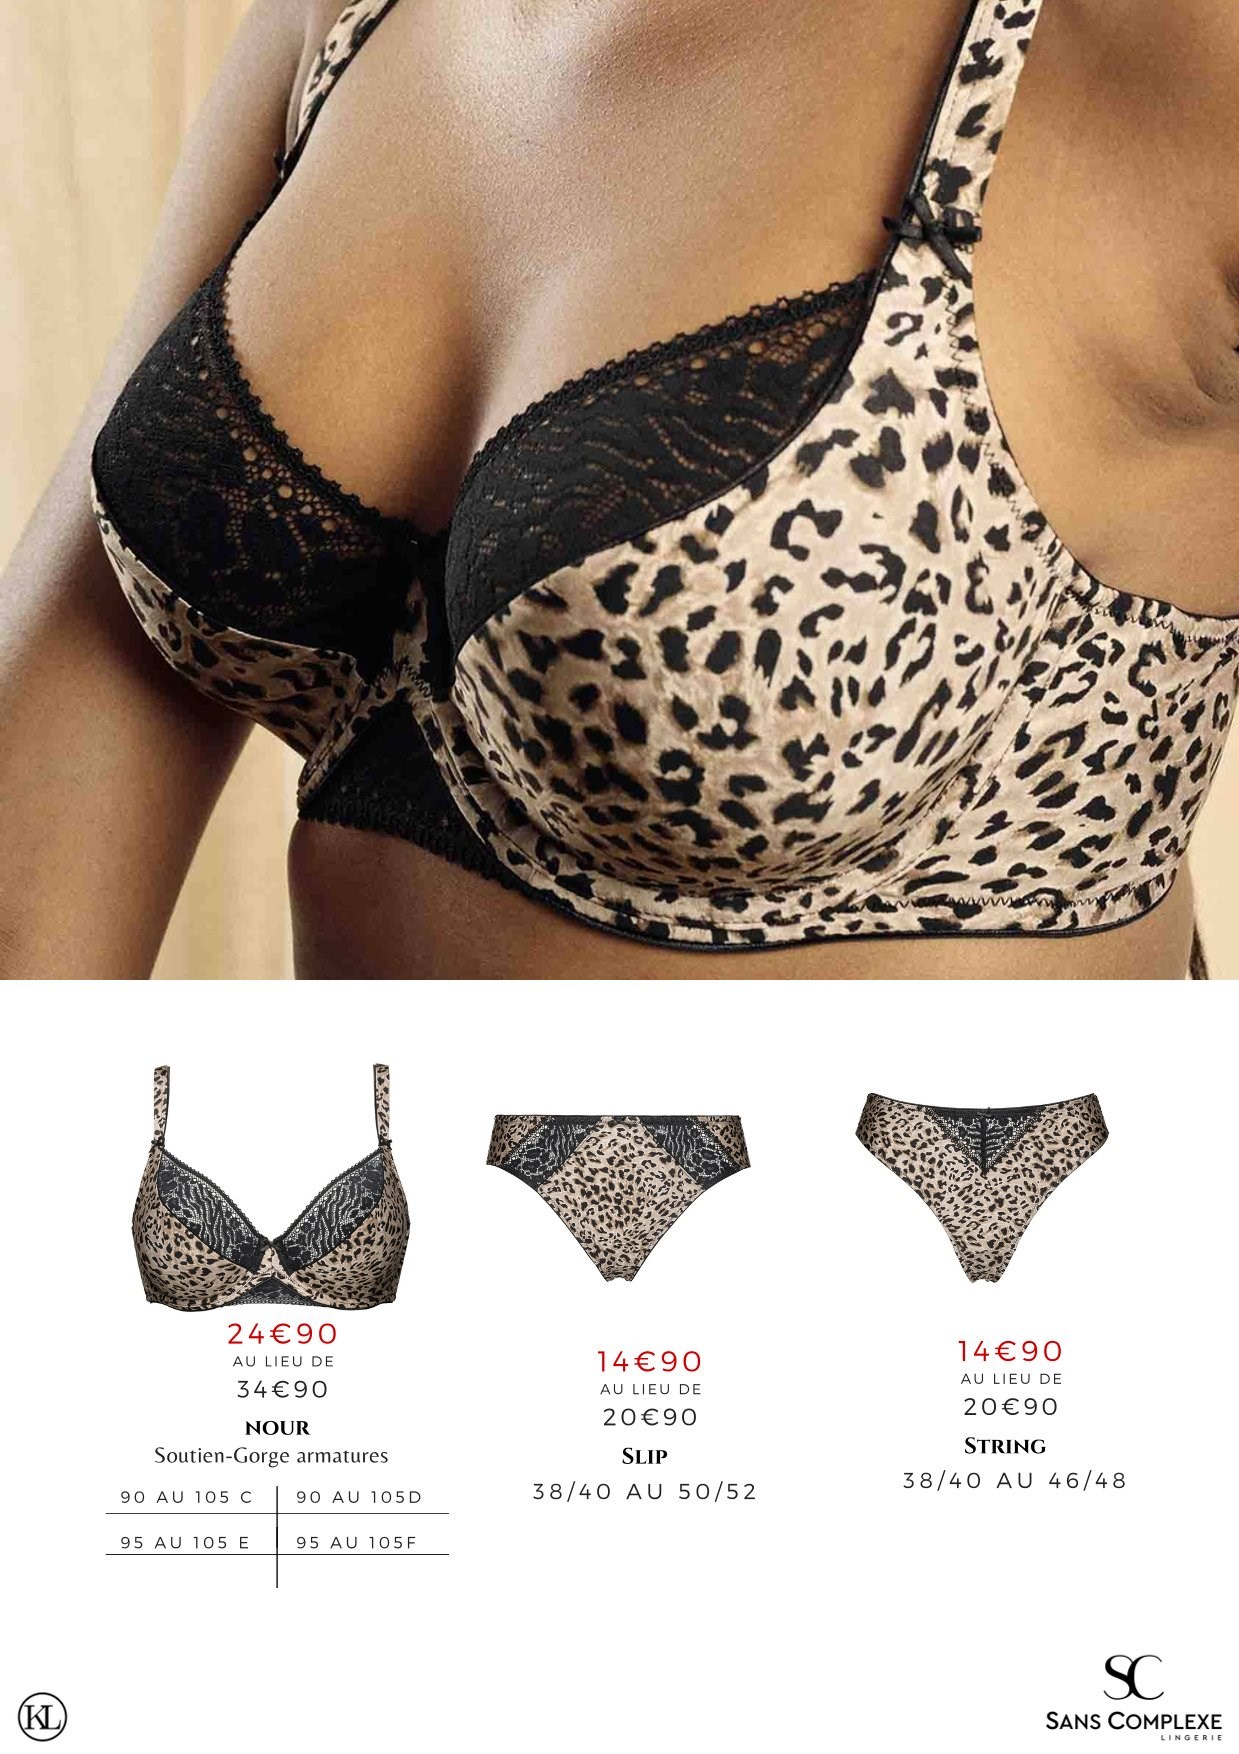 24€90
AU LIEU DE
34€90
NOUR
Soutien-Gorge armatures
90 AU 105 C
90 AU 105D
95 AU 105 E
95 AU 105F
14€90
AU LIEU DE
20€90
SLIP
38/40 AU 50/52
14€90
AU LIEU DE
20€90
STRING
38/40 AU 46/48
KL
SC
SANS COMPLEXE
LINGERIE